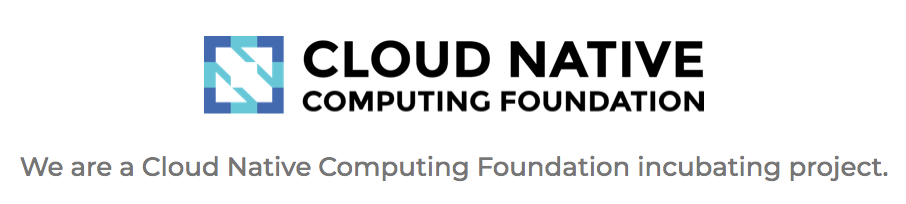 CLOUD NATIVE
COMPUTING FOUNDATION
We are a Cloud Native Computing Foundation incubating project.